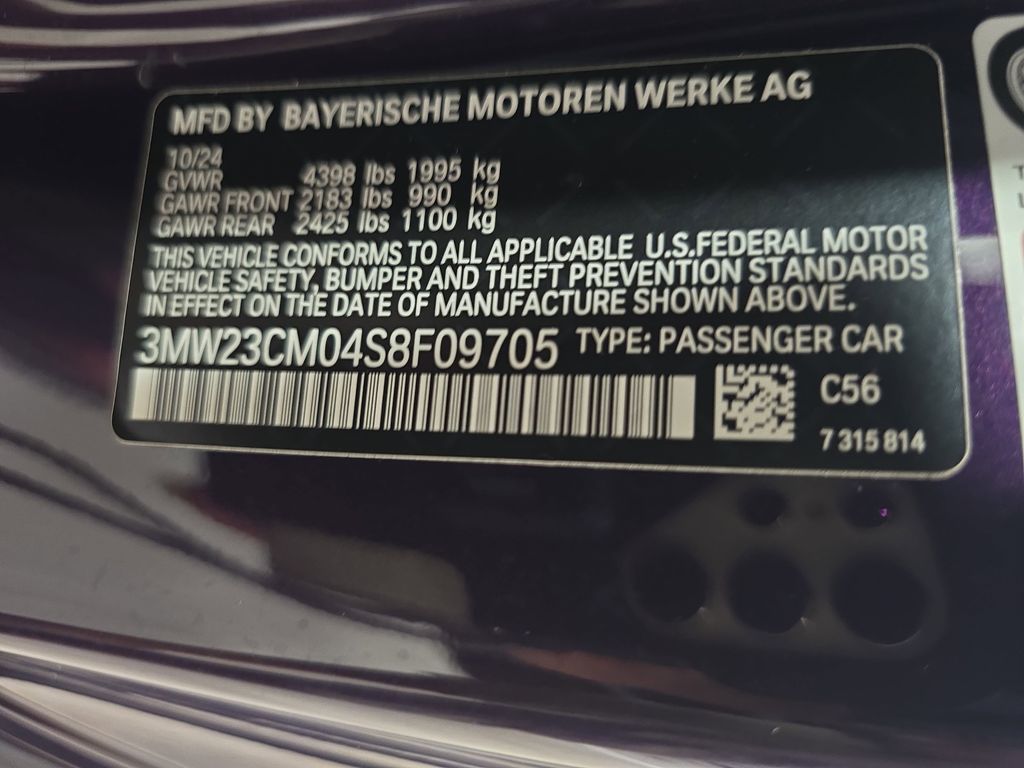 MFD BY BAYERISCHE MOTOREN WERKE AG
10/24
GVWR 4398 lbs 1995 kg
GAWR FRONT 2183 lbs 990 kg
GAWR REAR 2425 lbs 1100 kg
THIS VEHICLE CONFORMS TO ALL APPLICABLE U.S.FEDERAL MOTOR
VEHICLE SAFETY, BUMPER AND THEFT PREVENTION STANDARDS
IN EFFECT ON THE DATE OF MANUFACTURE SHOWN ABOVE.
3MW23CM04S8F09705 TYPE: PASSENGER CAR
C56
7 315 814